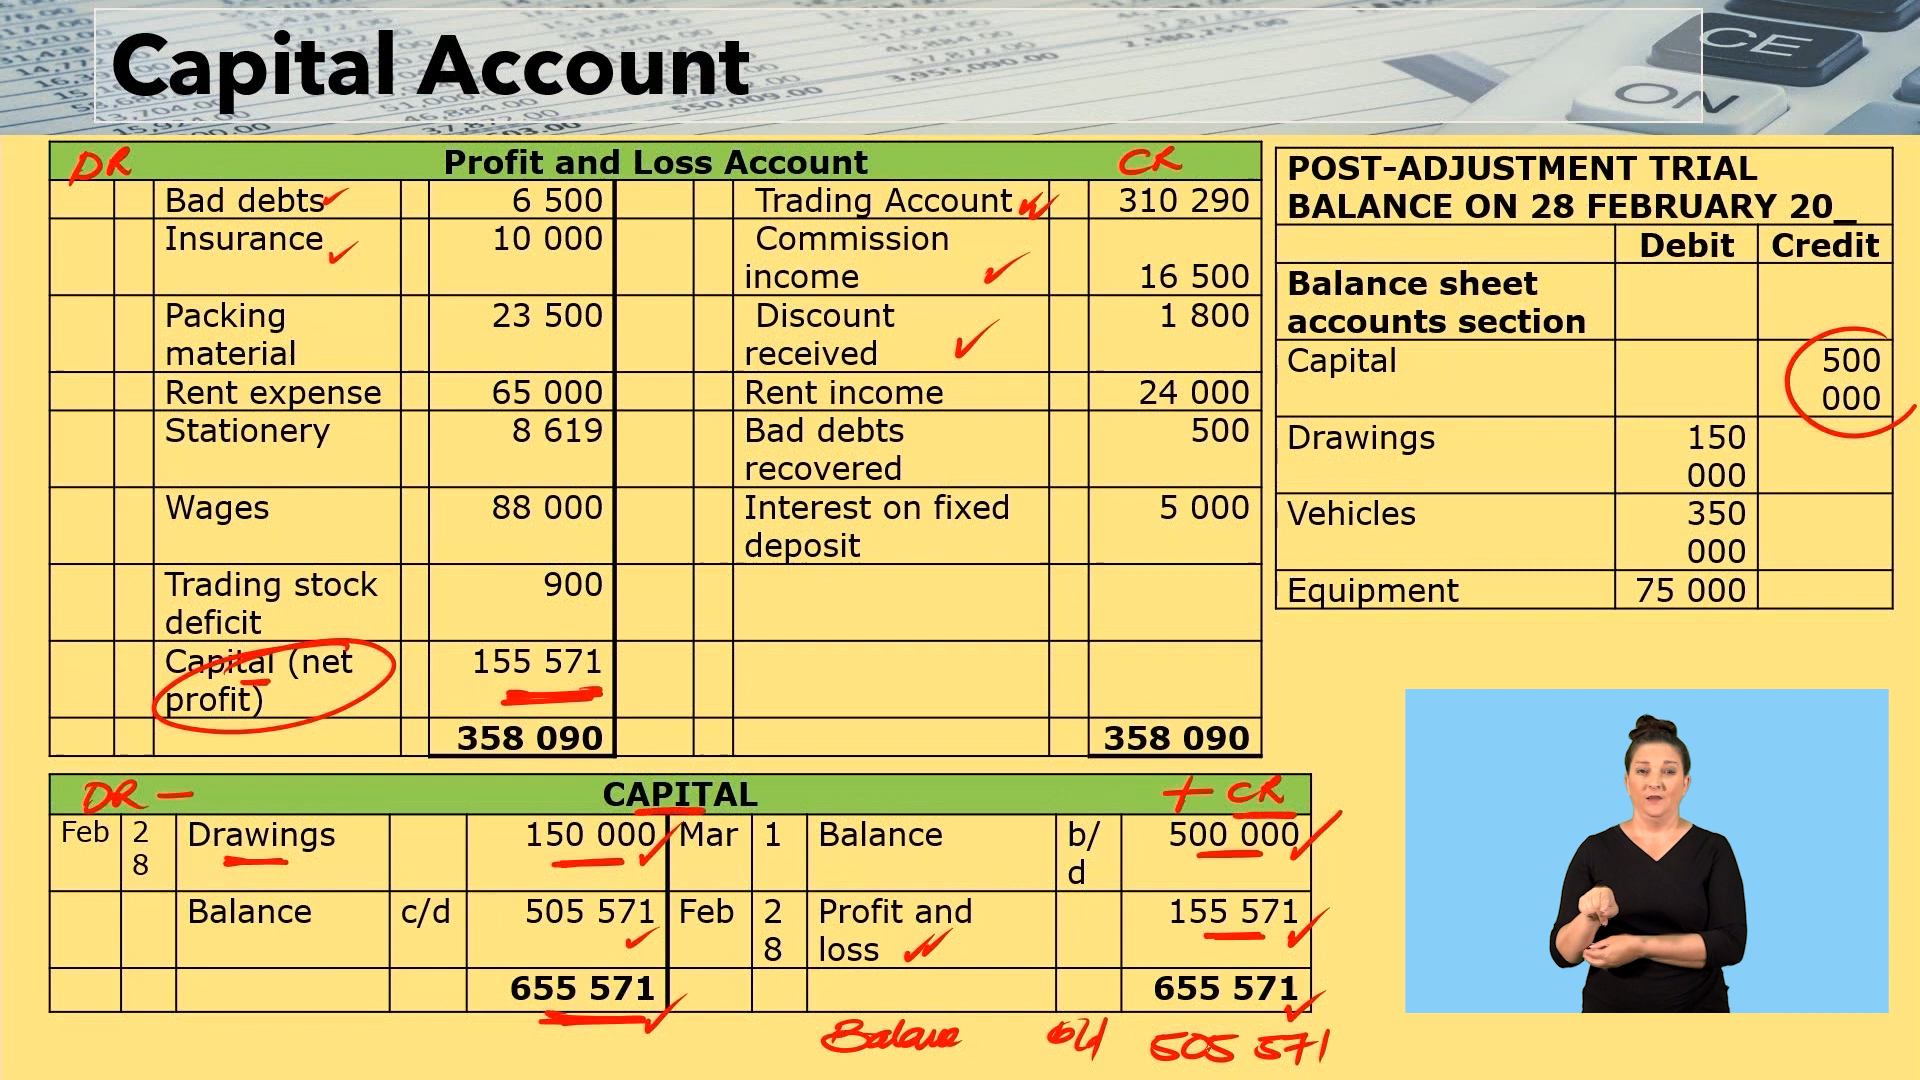 Capital Account
DR Profit and Loss Account CR
Bad debts 6 500 Trading Account 310 290
Insurance 10 000 Commission
income 16 500
Packing 23 500 Discount 1 800
material received
Rent expense 65 000 Rent income 24 000
Stationery 8 619 Bad debts 500
recovered
Wages 88 000 Interest on fixed 5 000
deposit
Trading stock 900
deficit
Capital (net 155 571
profit)
358 090 358 090
DR – CAPITAL + CR
Feb 2 Drawings 150 000 Mar 1 Balance b/ 500 000
8 d
Balance c/d 505 571 Feb 2 Profit and 155 571
8 loss
655 571 655 571
Balance b/d 505 571
POST-ADJUSTMENT TRIAL
BALANCE ON 28 FEBRUARY 20_
Debit Credit
Balance sheet
accounts section
Capital 500
000
Drawings 150
000
Vehicles 350
000
Equipment 75 000
CE
ON